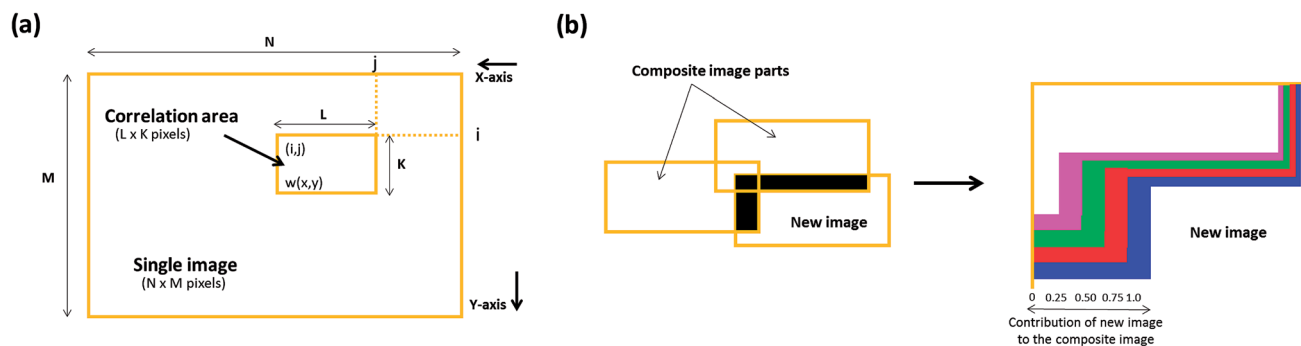 (a)
N
j
X-axis
Correlation area
(L x K pixels)
L
i
(i,j)
K
w(x,y)
M
Single image
(N x M pixels)
Y-axis
(b)
Composite image parts
New image
New image
0 0.25 0.50 0.75 1.0
Contribution of new image
to the composite image